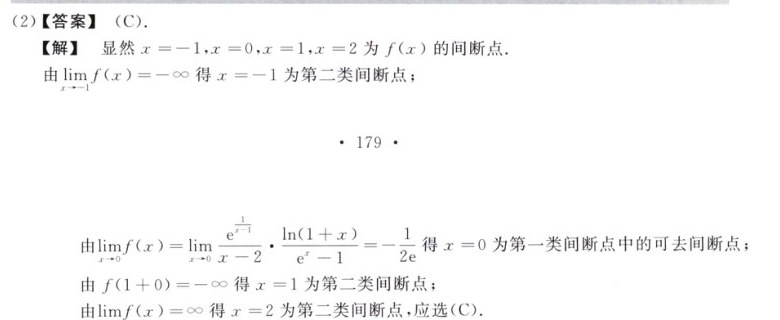 (2)【答案】 (C).
【解】 显然 x=-1,x=0,x=1,x=2 为 f(x) 的间断点.
由 lim_{x→-1} f(x)=-∞ 得 x=-1 为第二类间断点;
· 179 ·
由 lim_{x→0} f(x)=lim_{x→0} \frac{e^{\frac{1}{x-1}}}{x-2} · \frac{ln(1+x)}{e^x-1}=-\frac{1}{2e} 得 x=0 为第一类间断点中的可去间断点;
由 f(1+0)=-∞ 得 x=1 为第二类间断点;
由 lim f(x)=∞ 得 x=2 为第二类间断点,应选(C).